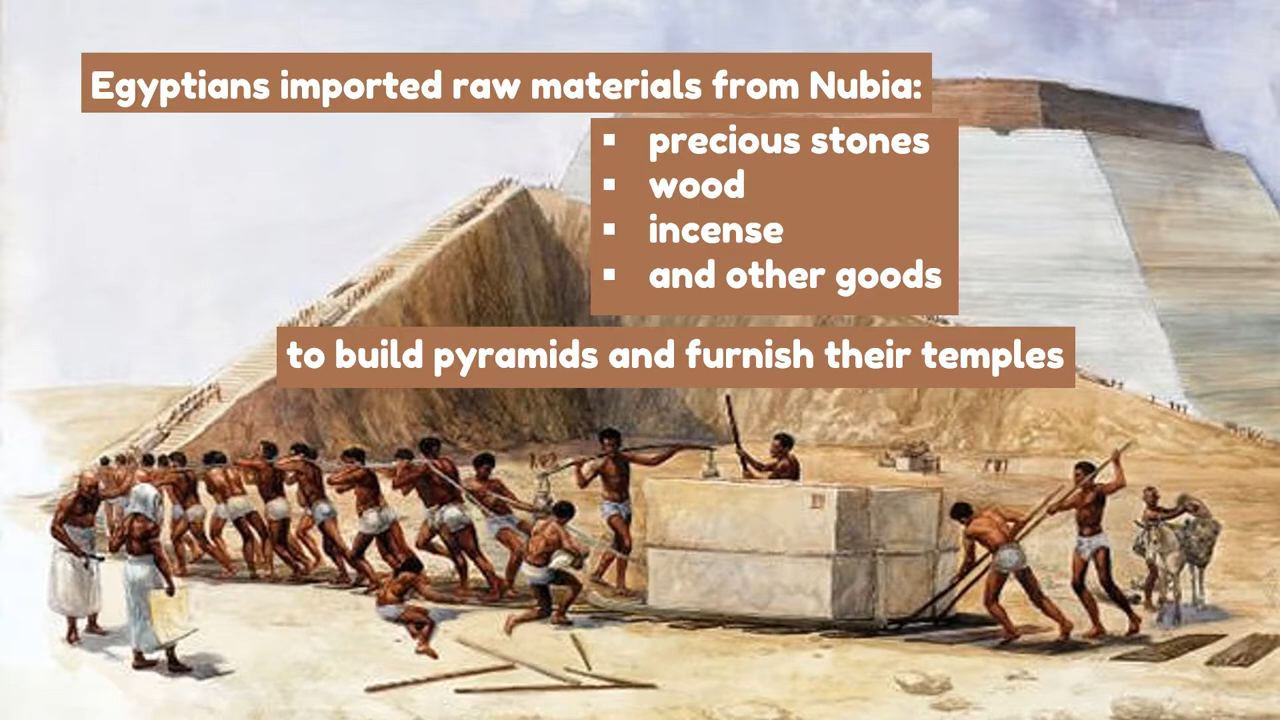 Egyptians imported raw materials from Nubia:
▪ precious stones
▪ wood
▪ incense
▪ and other goods
to build pyramids and furnish their temples